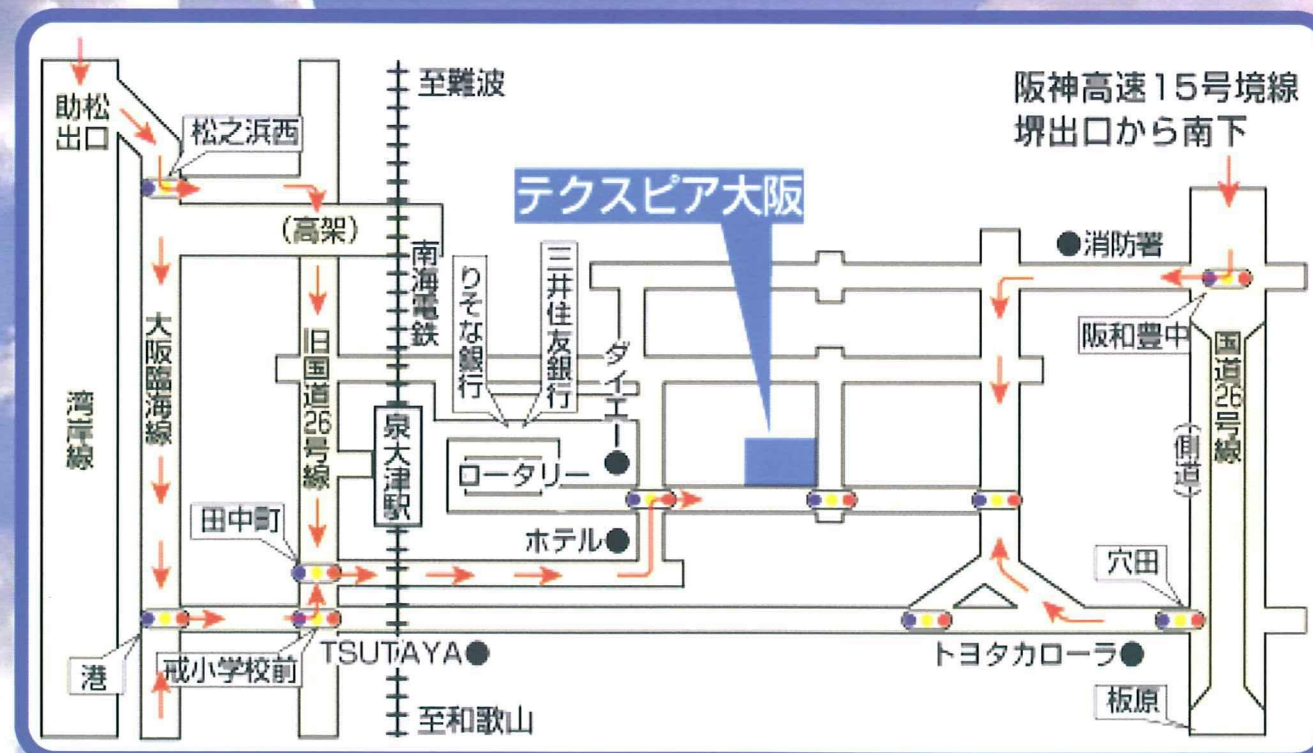 助松
出口
松之浜西
至難波
阪神高速15号境線
堺出口から南下
テクスピア大阪
(高架)
南海電鉄
りそな銀行
三井住友銀行
ダイエー
消防署
阪和豊中
国道26号線
(側道)
湾岸線
大阪臨海線
旧国道26号線
泉大津駅
ロータリー
田中町
ホテル
穴田
港
戒小学校前
TSUTAYA
トヨタカローラ
板原
至和歌山